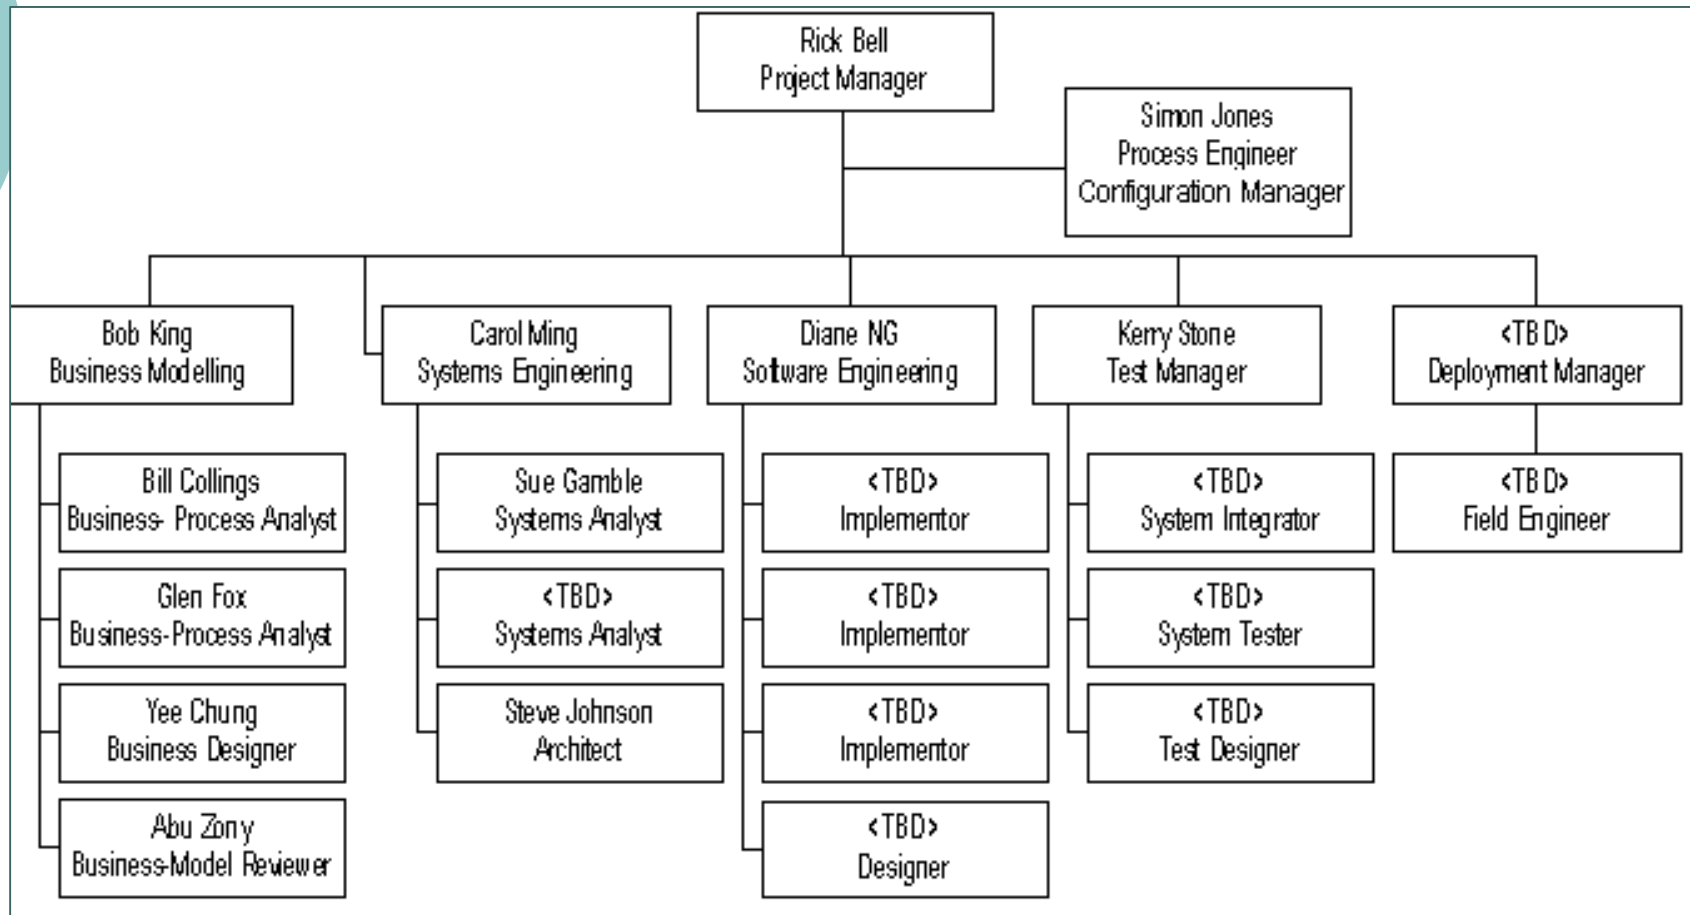 Rick Bell
Project Manager
Simon Jones
Process Engineer
Configuration Manager
Bob King
Business Modelling
Carol Ming
Systems Engineering
Diane NG
Software Engineering
Kerry Stone
Test Manager
<TBD>
Deployment Manager
Bill Collings
Business- Process Analyst
Glen Fox
Business-Process Analyst
Yee Chung
Business Designer
Abu Zony
Business-Model Reviewer
Sue Gamble
Systems Analyst
<TBD>
Systems Analyst
Steve Johnson
Architect
<TBD>
Implementor
<TBD>
Implementor
<TBD>
Implementor
<TBD>
Designer
<TBD>
System Integrator
<TBD>
System Tester
<TBD>
Test Designer
<TBD>
Field Engineer